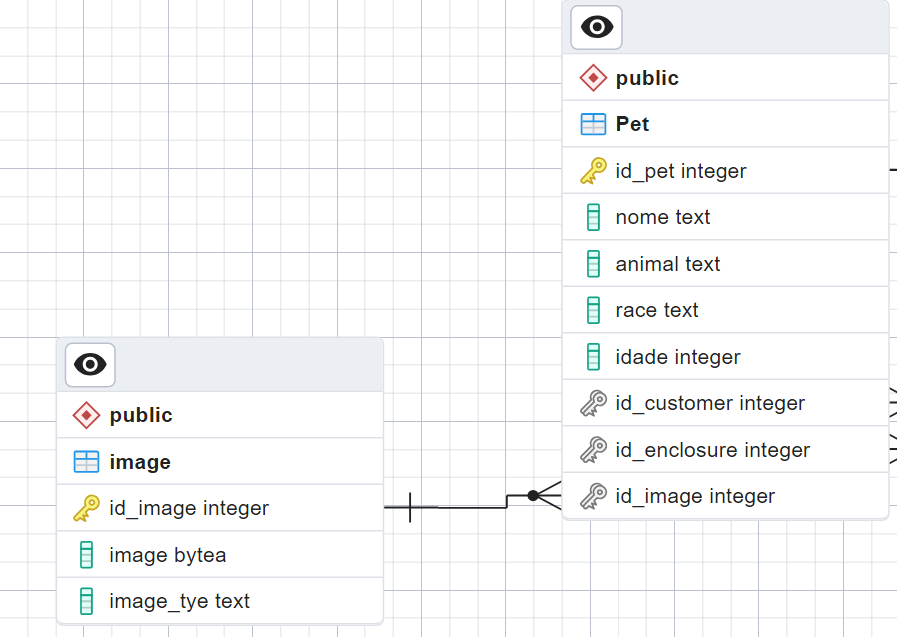 public
Pet
id_pet integer
nome text
animal text
race text
idade integer
id_customer integer
id_enclosure integer
id_image integer
public
image
id_image integer
image bytea
image_tye text